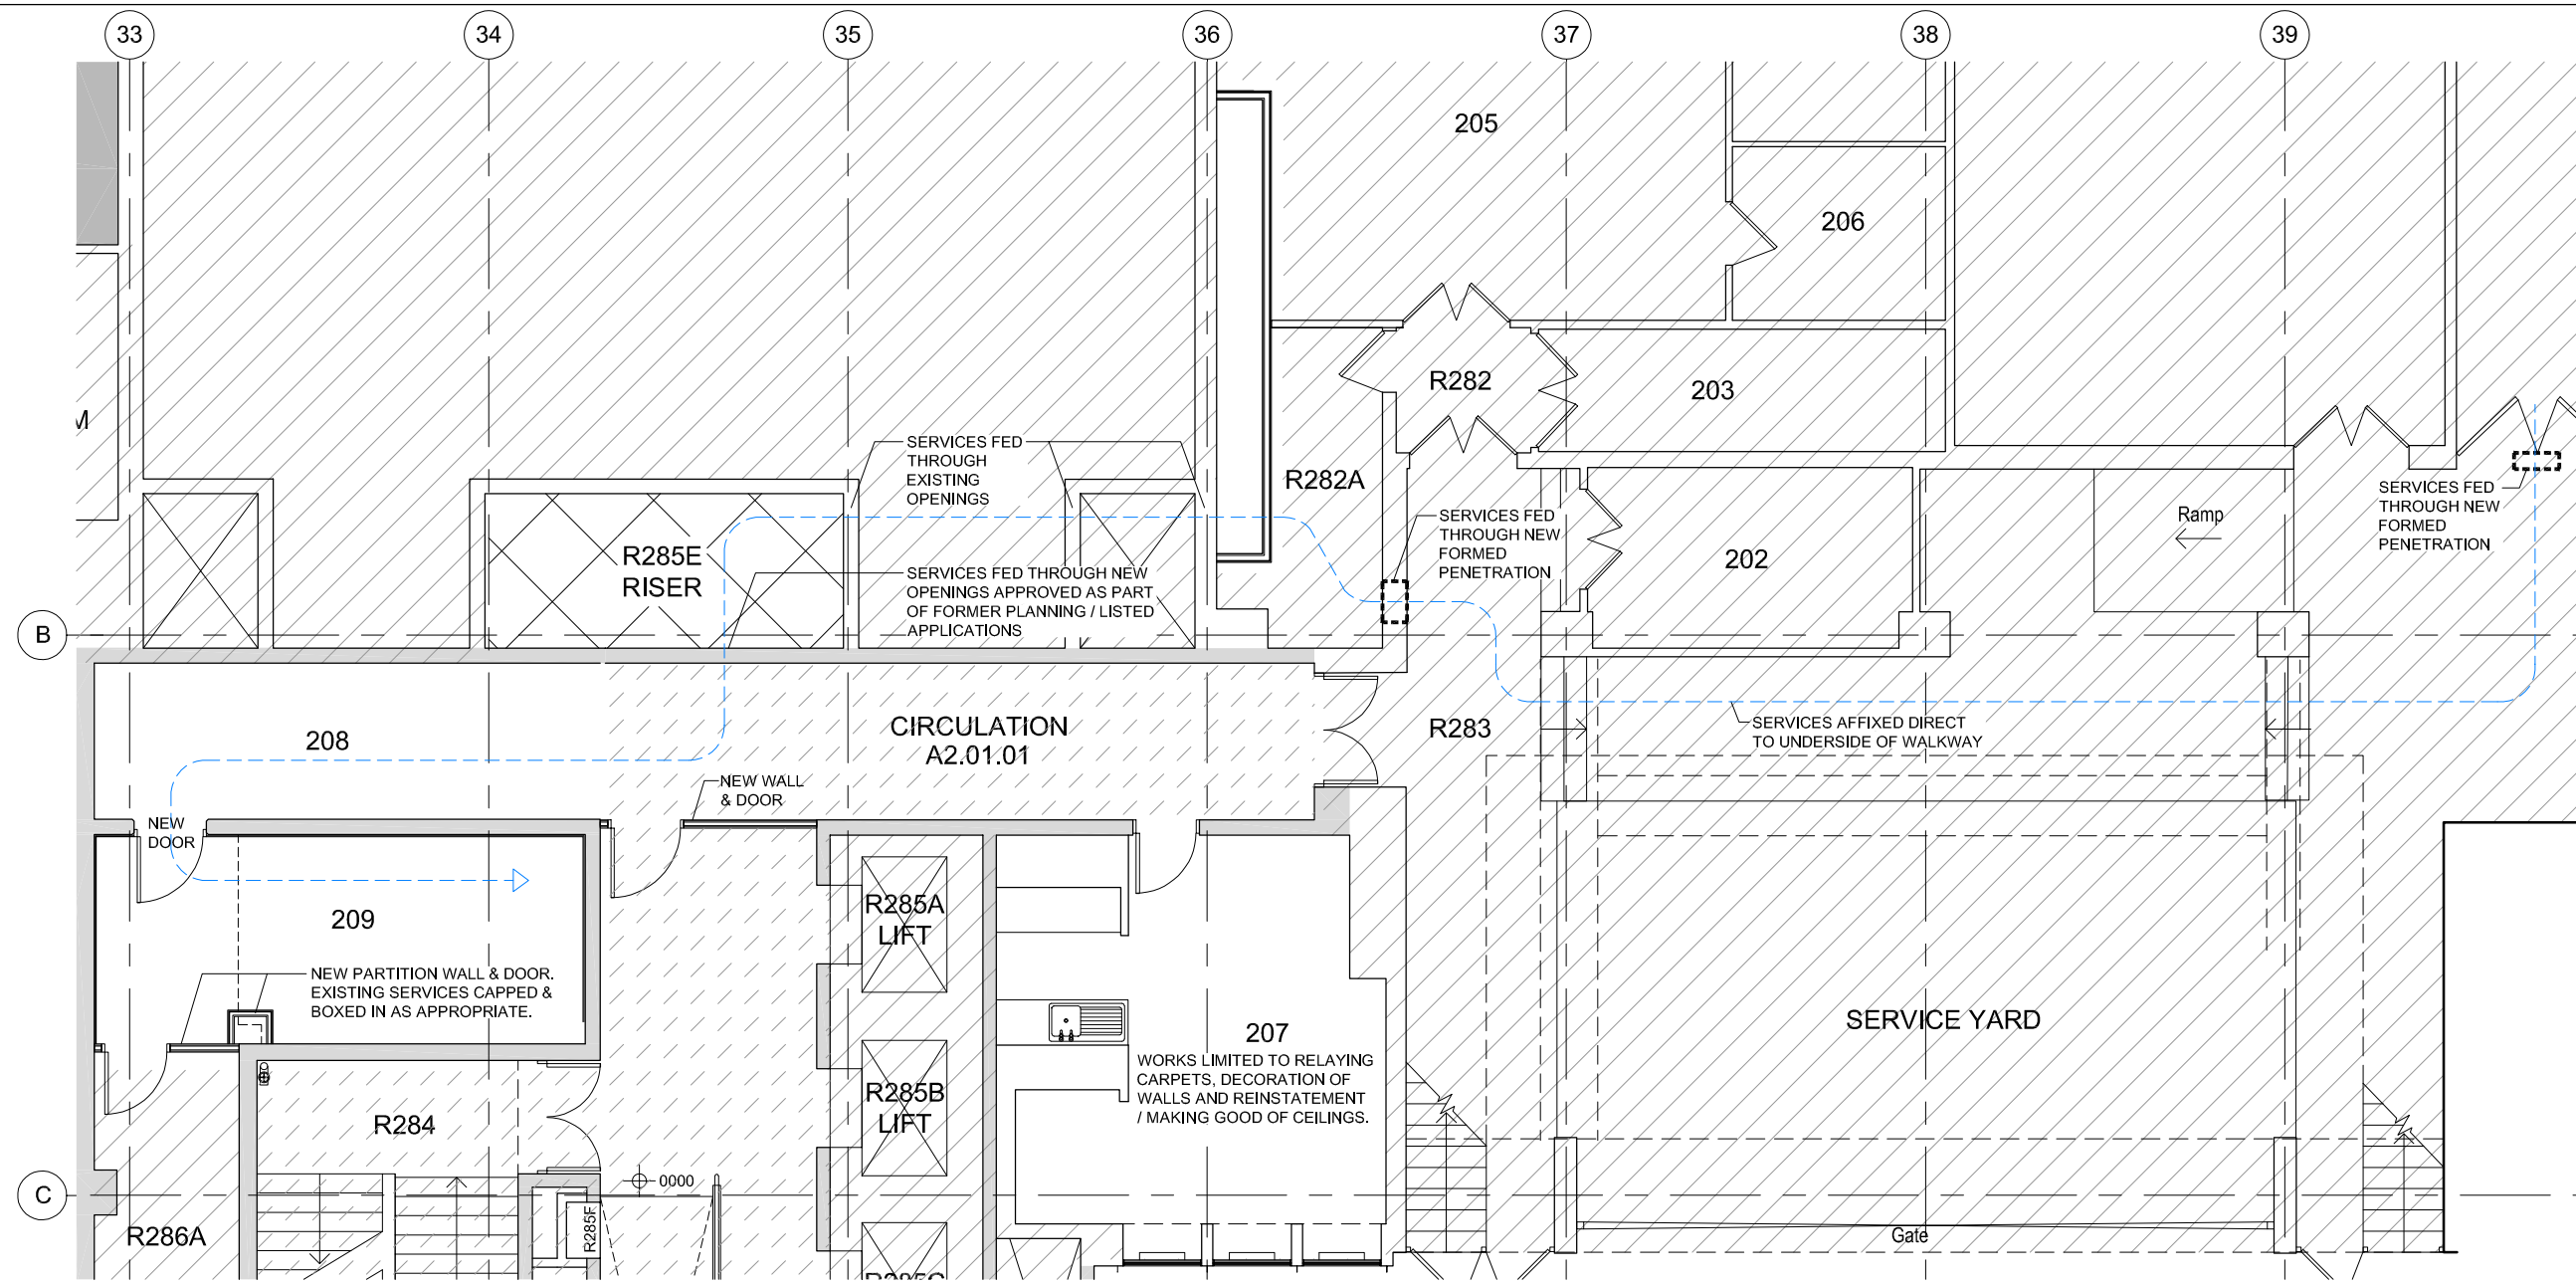 33
34
35
36
37
38
39
205
206
R282
203
M
SERVICES FED
THROUGH
EXISTING
OPENINGS
R282A
SERVICES FED
THROUGH NEW
FORMED
PENETRATION
SERVICES FED
THROUGH NEW
FORMED
PENETRATION
Ramp
R285E
RISER
202
SERVICES FED THROUGH NEW
OPENINGS APPROVED AS PART
OF FORMER PLANNING / LISTED
APPLICATIONS
B
208
CIRCULATION
A2.01.01
R283
SERVICES AFFIXED DIRECT
TO UNDERSIDE OF WALKWAY
NEW WALL
& DOOR
NEW
DOOR
209
R285A
LIFT
NEW PARTITION WALL & DOOR.
EXISTING SERVICES CAPPED &
BOXED IN AS APPROPRIATE.
SERVICE YARD
207
WORKS LIMITED TO RELAYING
CARPETS, DECORATION OF
WALLS AND REINSTATEMENT
/ MAKING GOOD OF CEILINGS.
R285B
LIFT
R284
0000
C
R286A
R285F
Gate
R285C